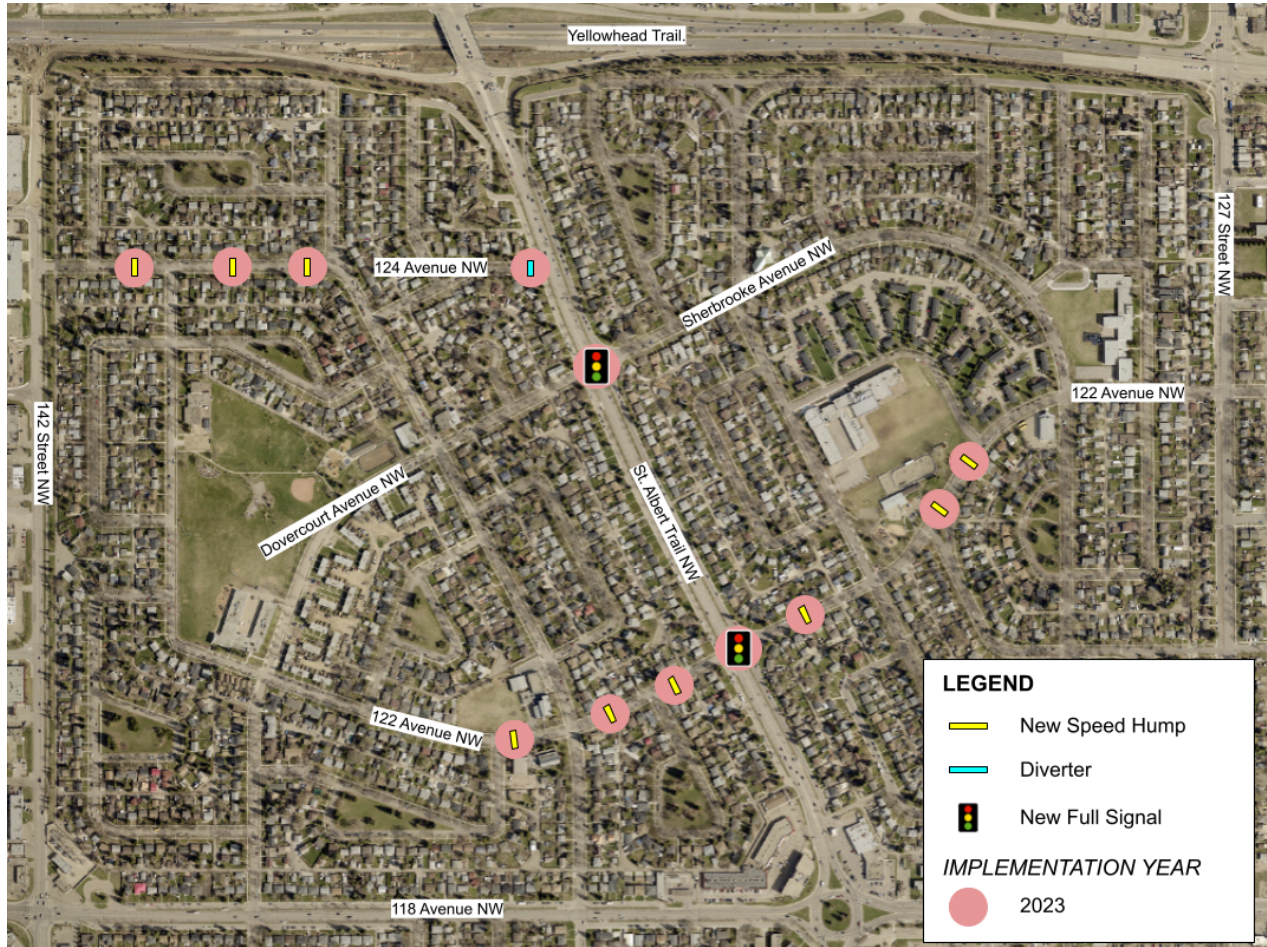 Yellowhead Trail.
127 Street NW
Sherbrooke Avenue NW
124 Avenue NW
122 Avenue NW
142 Street NW
Dovercourt Avenue NW
St. Albert Trail NW
122 Avenue NW
118 Avenue NW
LEGEND
New Speed Hump
Diverter
New Full Signal
IMPLEMENTATION YEAR
2023